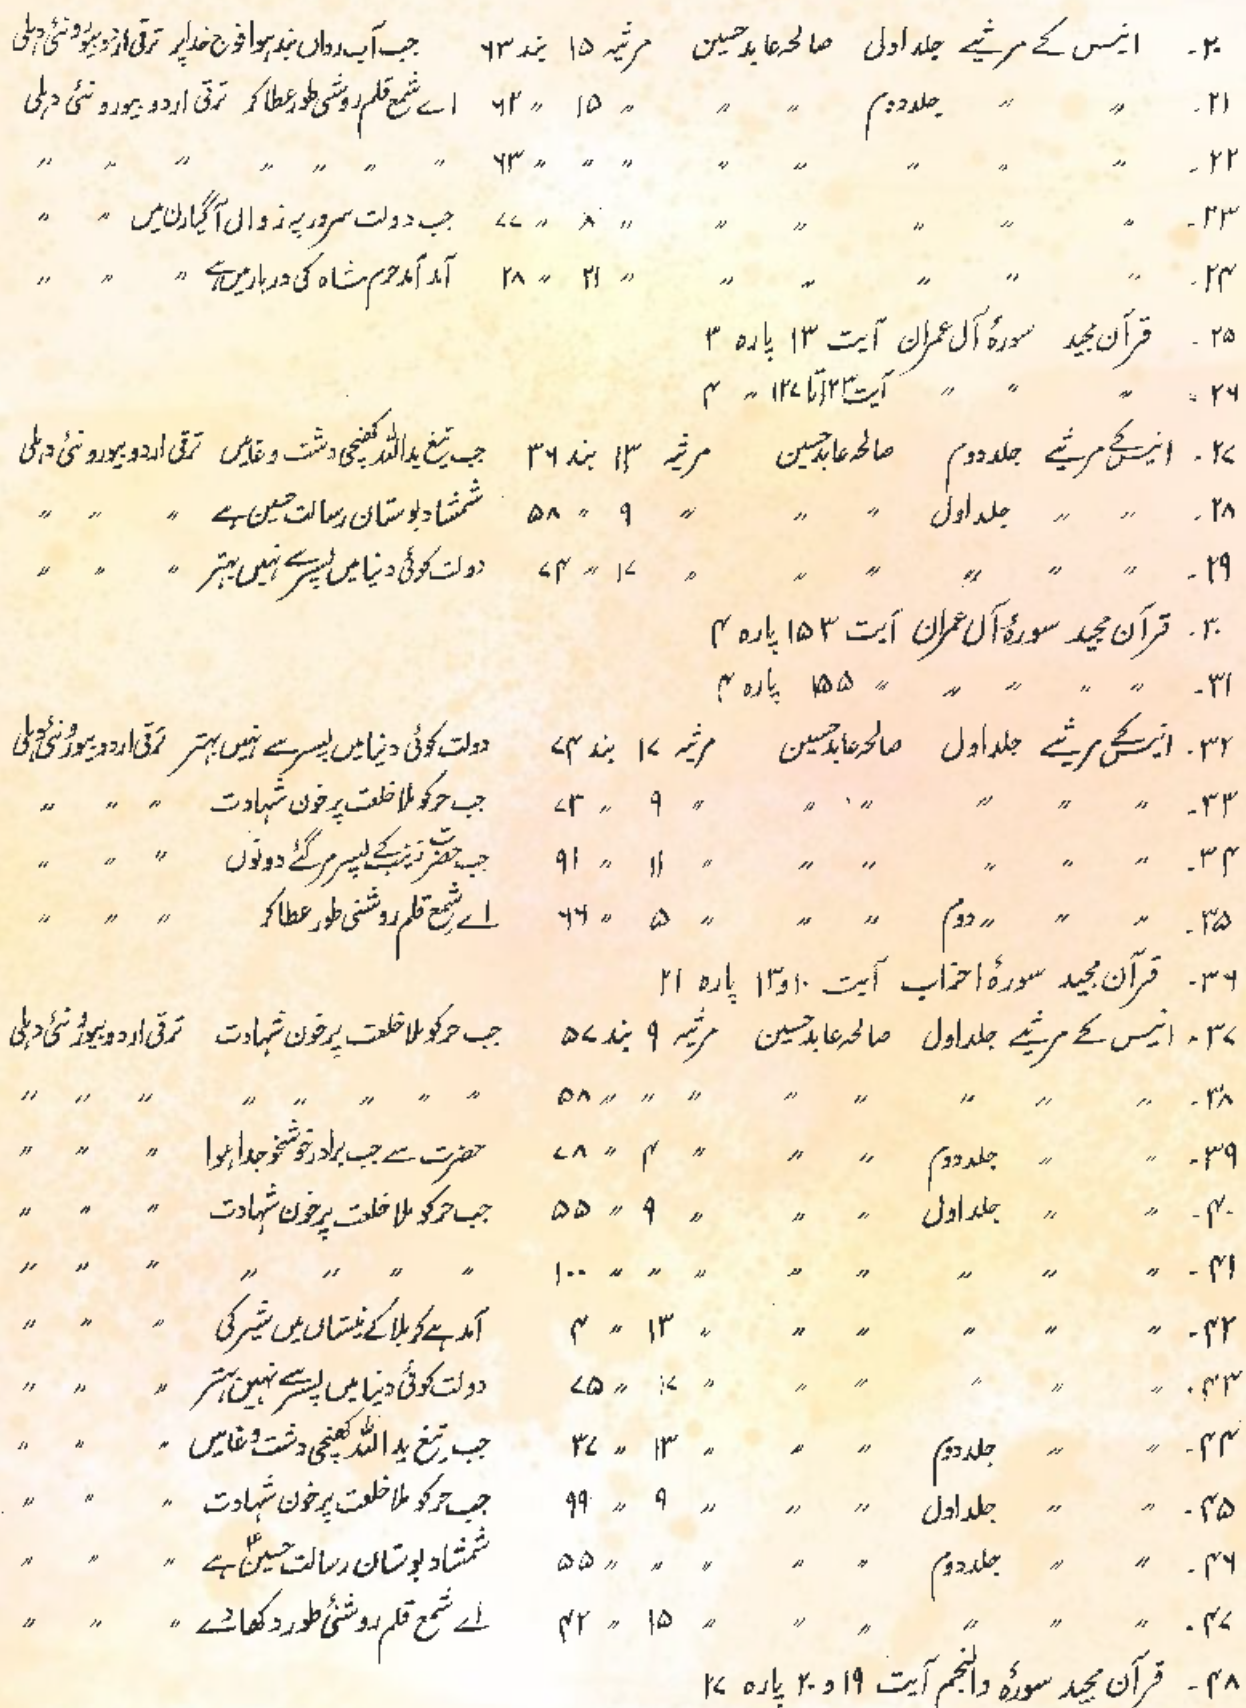 ۲۰۔ انیس کے مرثیے جلد اول صالحہ عابد حسین مرثیہ ۱۵ بند ۶۳ جب آب رواں بند ہوا فوج خدا پر ترقی اردو بیورو نئی دہلی
۲۱۔ 〃 〃 جلد دوم 〃 〃 〃 ۱۵ 〃 ۶۲ اے شمع قلم روشنی طور عطا کر ترقی اردو بیورو نئی دہلی
۲۲۔ 〃 〃 〃 〃 〃 〃 〃 〃 ۶۳ 〃 〃 〃 〃 〃 〃 〃 〃
۲۳۔ 〃 〃 〃 〃 〃 〃 ۸ 〃 ۷۷ جب دولت سرور پہ زوال آگیا رن میں 〃 〃
۲۴۔ 〃 〃 〃 〃 〃 〃 ۲۱ 〃 ۲۸ آمد آمد حرم شاہ کی دربار میں ہے 〃 〃 〃
۲۵۔ قرآن مجید سورۂ آل عمران آیت ۱۳ پارہ ۳
۲۶۔ 〃 〃 〃 آیت ۱۲۳ تا ۱۲۷ 〃 ۴
۲۷۔ انیس کے مرثیے جلد دوم صالحہ عابد حسین مرثیہ ۱۳ بند ۳۶ جب تیغ ید اللہ کھنچی دشت وغا میں ترقی اردو بیورو نئی دہلی
۲۸۔ 〃 〃 جلد اول 〃 〃 〃 ۹ 〃 ۵۸ شمشاد بوستان رسالت حسین ہے 〃 〃 〃
۲۹۔ 〃 〃 〃 〃 〃 〃 ۱۷ 〃 ۷۴ دولت کوئی دنیا میں پسر سے نہیں بہتر 〃 〃 〃
۳۰۔ قرآن مجید سورۂ آل عمران آیت ۱۵۳ پارہ ۴
۳۱۔ 〃 〃 〃 〃 〃 ۱۵۵ پارہ ۴
۳۲۔ انیس کے مرثیے جلد اول صالحہ عابد حسین مرثیہ ۱۷ بند ۷۴ دولت کوئی دنیا میں پسر سے نہیں بہتر ترقی اردو بیورو نئی دہلی
۳۳۔ 〃 〃 〃 〃 〃 〃 ۹ 〃 ۷۳ جب حر کو ملا خلعت پر خون شہادت 〃 〃 〃
۳۴۔ 〃 〃 〃 〃 〃 〃 ۱۱ 〃 ۹۱ جب حضرت زینب کے پسر مر گئے دونوں 〃 〃 〃
۳۵۔ 〃 〃 〃 دوم 〃 〃 〃 ۵ 〃 ۶۶ اے شمع قلم روشنی طور عطا کر 〃 〃 〃
۳۶۔ قرآن مجید سورۂ احزاب آیت ۱۰ و ۱۳ پارہ ۲۱
۳۷۔ انیس کے مرثیے جلد اول صالحہ عابد حسین مرثیہ ۹ بند ۵۷ جب حر کو ملا خلعت پر خون شہادت ترقی اردو بیورو نئی دہلی
۳۸۔ 〃 〃 〃 〃 〃 〃 〃 〃 ۵۸ 〃 〃 〃 〃 〃 〃 〃 〃
۳۹۔ 〃 〃 جلد دوم 〃 〃 〃 ۴ 〃 ۷۸ حضرت سے جب برادر خوشخو جدا ہوا 〃 〃 〃
۴۰۔ 〃 〃 جلد اول 〃 〃 〃 ۹ 〃 ۵۵ جب حر کو ملا خلعت پر خون شہادت 〃 〃 〃
۴۱۔ 〃 〃 〃 〃 〃 〃 〃 〃 ۱۰۰ 〃 〃 〃 〃 〃 〃 〃
۴۲۔ 〃 〃 〃 〃 〃 〃 ۱۳ 〃 ۴ آمد ہے کربلا کے نیستاں میں شیر کی 〃 〃 〃
۴۳۔ 〃 〃 〃 〃 〃 〃 ۱۷ 〃 ۷۵ دولت کوئی دنیا میں پسر سے نہیں بہتر 〃 〃 〃
۴۴۔ 〃 〃 جلد دوم 〃 〃 〃 ۱۳ 〃 ۳۷ جب تیغ ید اللہ کھنچی دشت وغا میں 〃 〃 〃
۴۵۔ 〃 〃 جلد اول 〃 〃 〃 ۹ 〃 ۹۹ جب حر کو ملا خلعت پر خون شہادت 〃 〃 〃
۴۶۔ 〃 〃 جلد دوم 〃 〃 〃 〃 〃 ۵۵ شمشاد بوستان رسالت حسینؑ ہے 〃 〃 〃
۴۷۔ 〃 〃 〃 〃 〃 〃 ۱۵ 〃 ۴۲ اے شمع قلم روشنئ طور دکھا دے 〃 〃 〃
۴۸۔ قرآن مجید سورۂ والنجم آیت ۱۹ و ۲۰ پارہ ۲۷